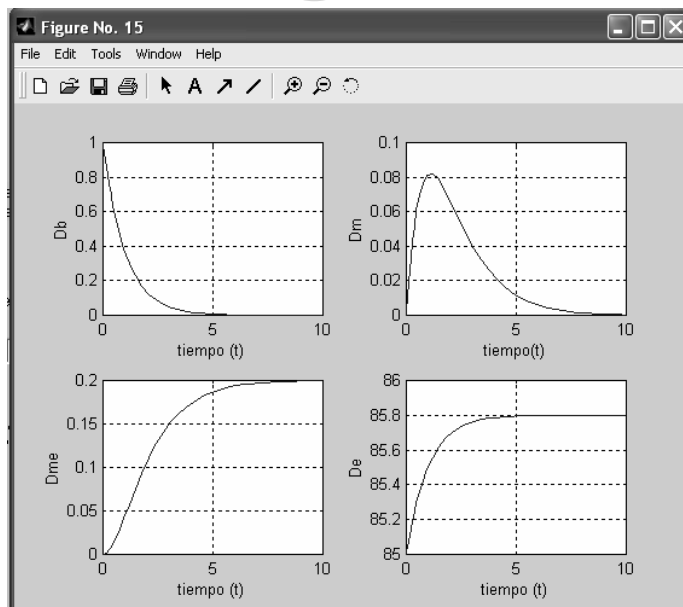 Figure No. 15
File Edit Tools Window Help
A
1
0.8
0.6
0.4
0.2
0
Db
0 5 10
tiempo (t)
0.1
0.08
0.06
0.04
0.02
0
Dm
0 5 10
tiempo(t)
0.2
0.15
0.1
0.05
0
Dme
0 5 10
tiempo (t)
86
85.8
85.6
85.4
85.2
85
De
0 5 10
tiempo (t)